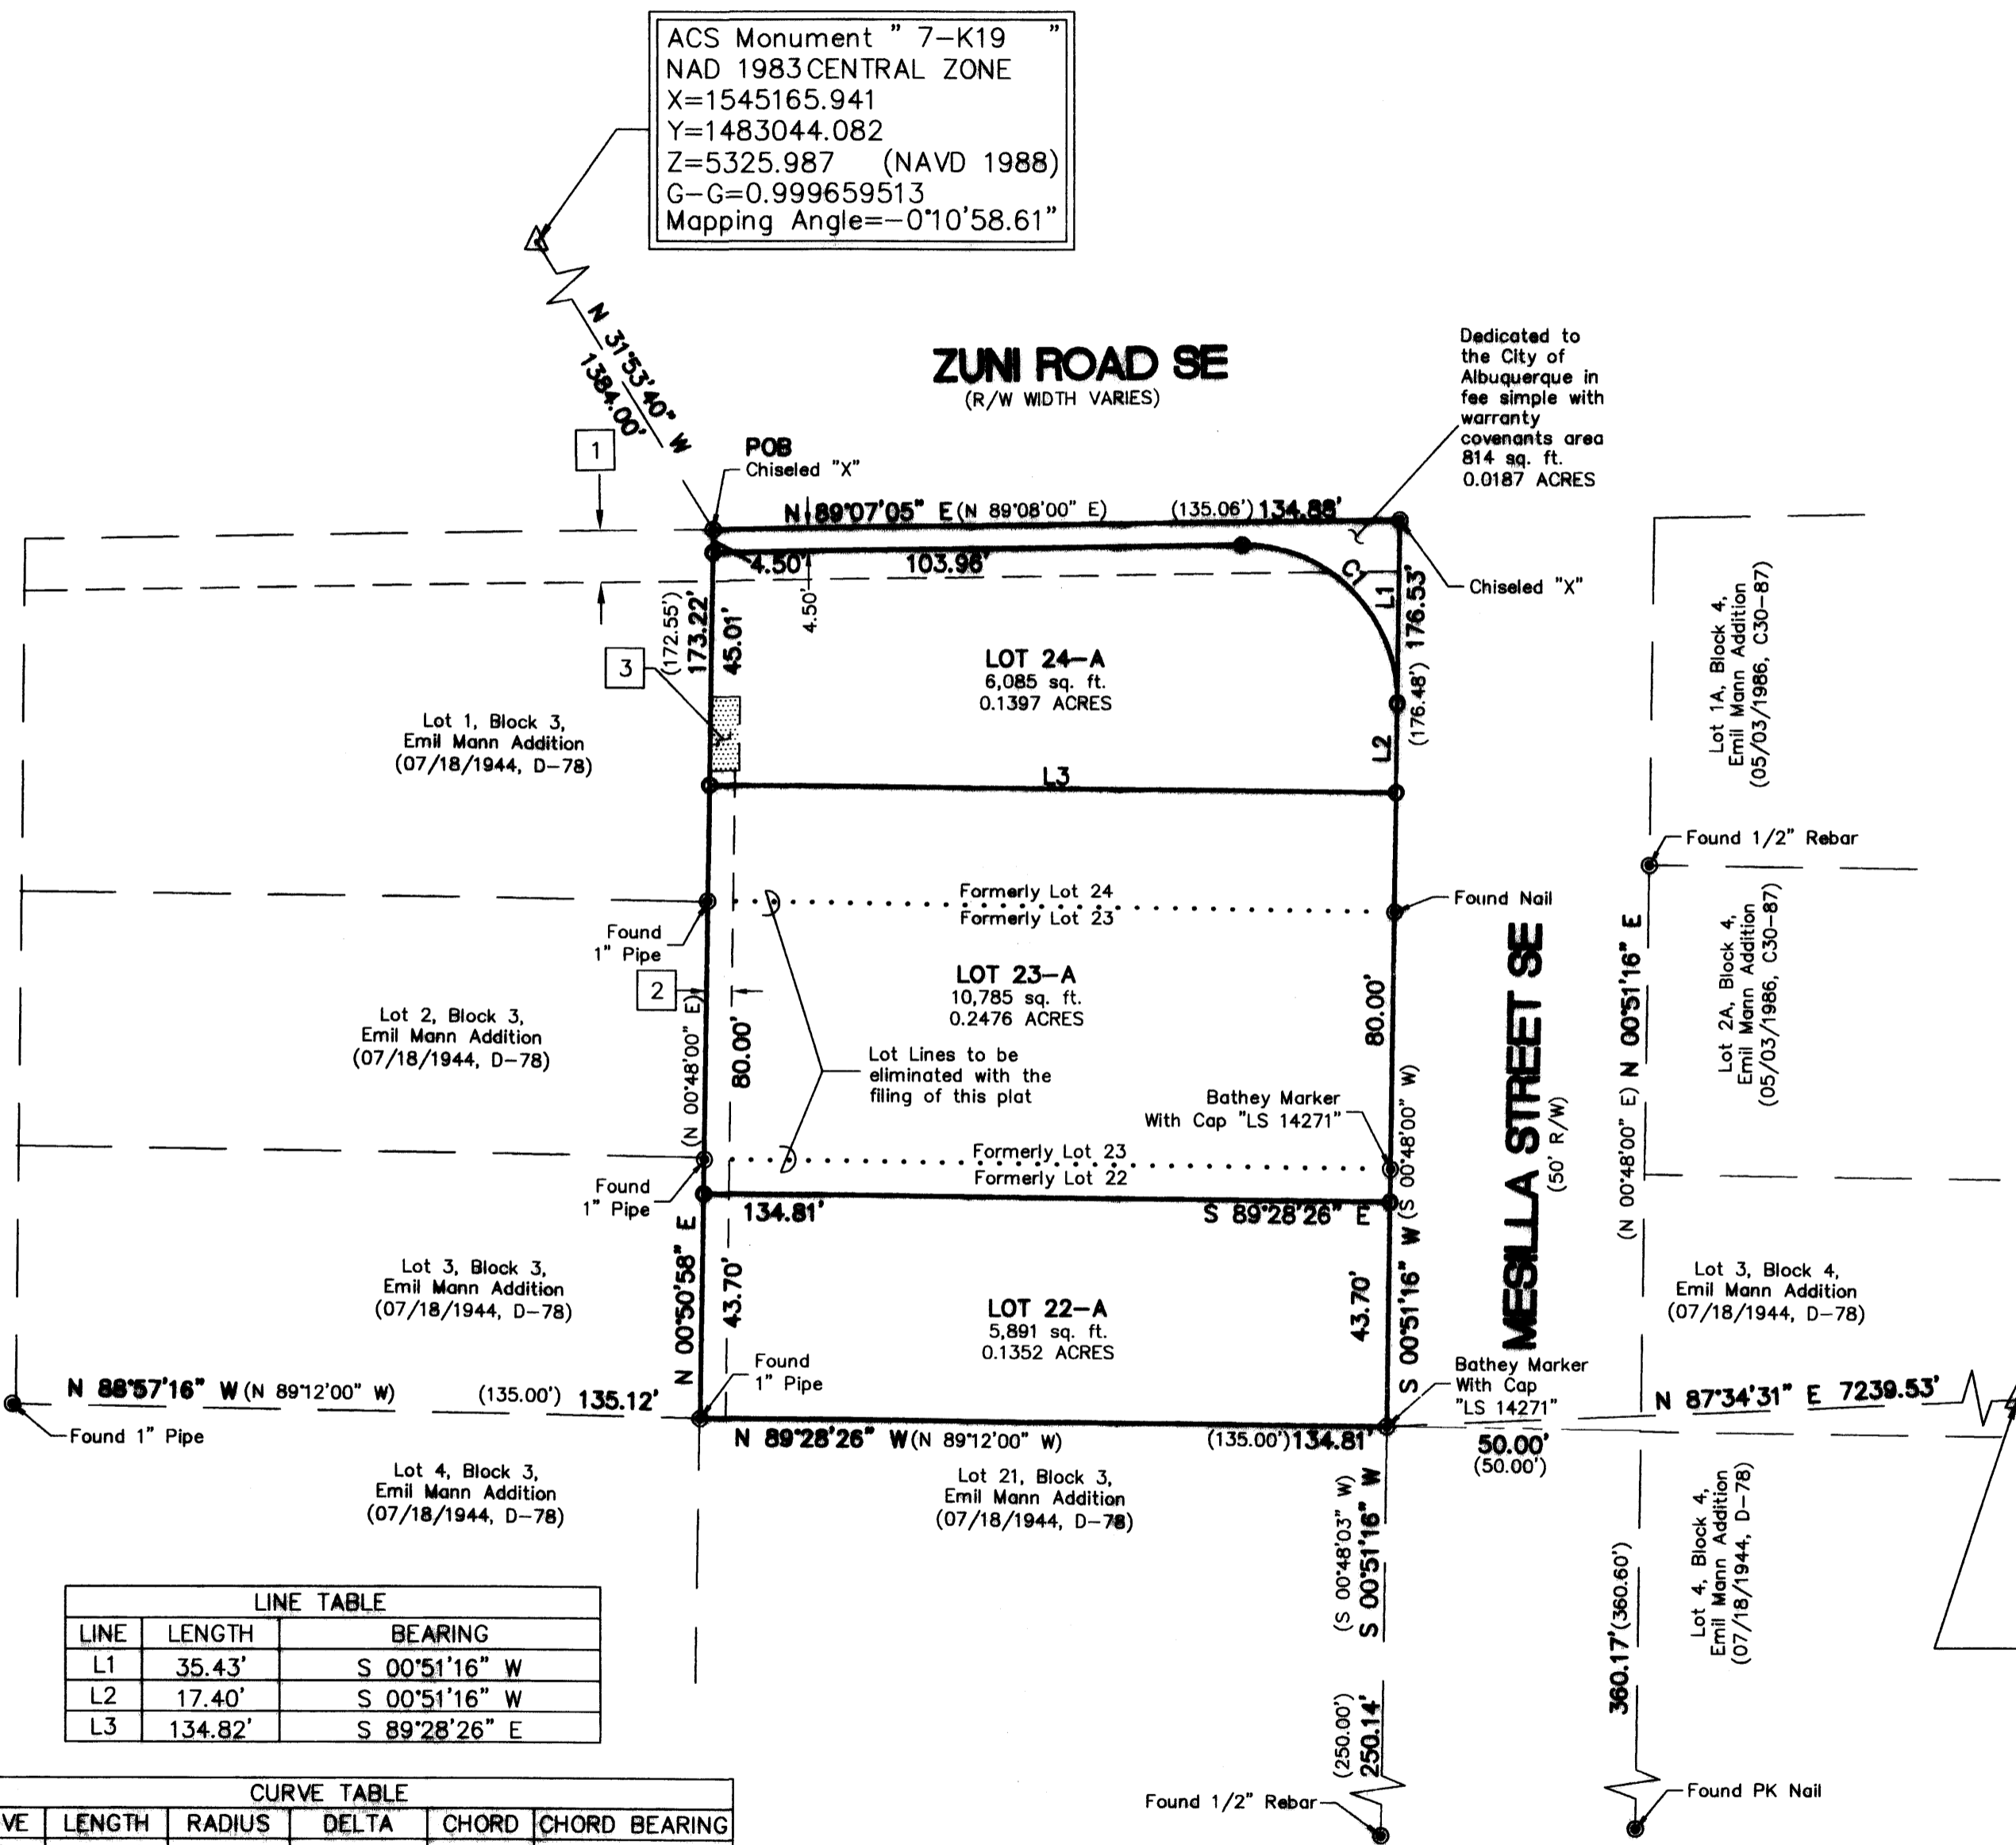 ACS Monument " 7-K19 "
NAD 1983 CENTRAL ZONE
X=1545165.941
Y=1483044.082
Z=5325.987 (NAVD 1988)
G-G=0.999659513
Mapping Angle=-0°10'58.61"
N 31°53'40" W
1384.00'
ZUNI ROAD SE
(R/W WIDTH VARIES)
Dedicated to
the City of
Albuquerque in
fee simple with
warranty
covenants area
814 sq. ft.
0.0187 ACRES
1
POB
Chiseled "X"
N 89°07'05" E (N 89°08'00" E) (135.06') 134.88'
4.50' 103.96'
4.50'
C1
L1
176.53'
(176.48')
Chiseled "X"
(172.55')
173.22'
45.01'
3
LOT 24-A
6,085 sq. ft.
0.1397 ACRES
L2
L3
Lot 1, Block 3,
Emil Mann Addition
(07/18/1944, D-78)
Lot 1A, Block 4,
Emil Mann Addition
(05/03/1986, C30-87)
Found 1/2" Rebar
Formerly Lot 24
Formerly Lot 23
Found Nail
Found
1" Pipe
2
LOT 23-A
10,785 sq. ft.
0.2476 ACRES
Lot 2, Block 3,
Emil Mann Addition
(07/18/1944, D-78)
(N 00°48'00" E)
80.00'
Lot Lines to be
eliminated with the
filing of this plat
80.00'
Bathey Marker
With Cap "LS 14271"
(S 00°48'00" W)
MESILLA STREET SE
(50' R/W)
(N 00°48'00" E) N 00°51'16" E
Lot 2A, Block 4,
Emil Mann Addition
(05/03/1986, C30-87)
Formerly Lot 23
Formerly Lot 22
Found
1" Pipe
134.81' S 89°28'26" E
Lot 3, Block 3,
Emil Mann Addition
(07/18/1944, D-78)
N 00°50'58" E
43.70'
LOT 22-A
5,891 sq. ft.
0.1352 ACRES
43.70'
S 00°51'16" W
Lot 3, Block 4,
Emil Mann Addition
(07/18/1944, D-78)
Found
1" Pipe
Bathey Marker
With Cap
"LS 14271"
N 88°57'16" W (N 89°12'00" W) (135.00') 135.12'
Found 1" Pipe
N 89°28'26" W (N 89°12'00" W) (135.00') 134.81'
N 87°34'31" E 7239.53'
50.00'
(50.00')
Lot 4, Block 3,
Emil Mann Addition
(07/18/1944, D-78)
Lot 21, Block 3,
Emil Mann Addition
(07/18/1944, D-78)
(S 00°48'03" W)
S 00°51'16" W
Lot 4, Block 4,
Emil Mann Addition
(07/18/1944, D-78)
360.17' (360.60')
(250.00')
250.14'
Found 1/2" Rebar
Found PK Nail
LINE TABLE
LINE LENGTH BEARING
L1 35.43' S 00°51'16" W
L2 17.40' S 00°51'16" W
L3 134.82' S 89°28'26" E
CURVE TABLE
VE LENGTH RADIUS DELTA CHORD CHORD BEARING